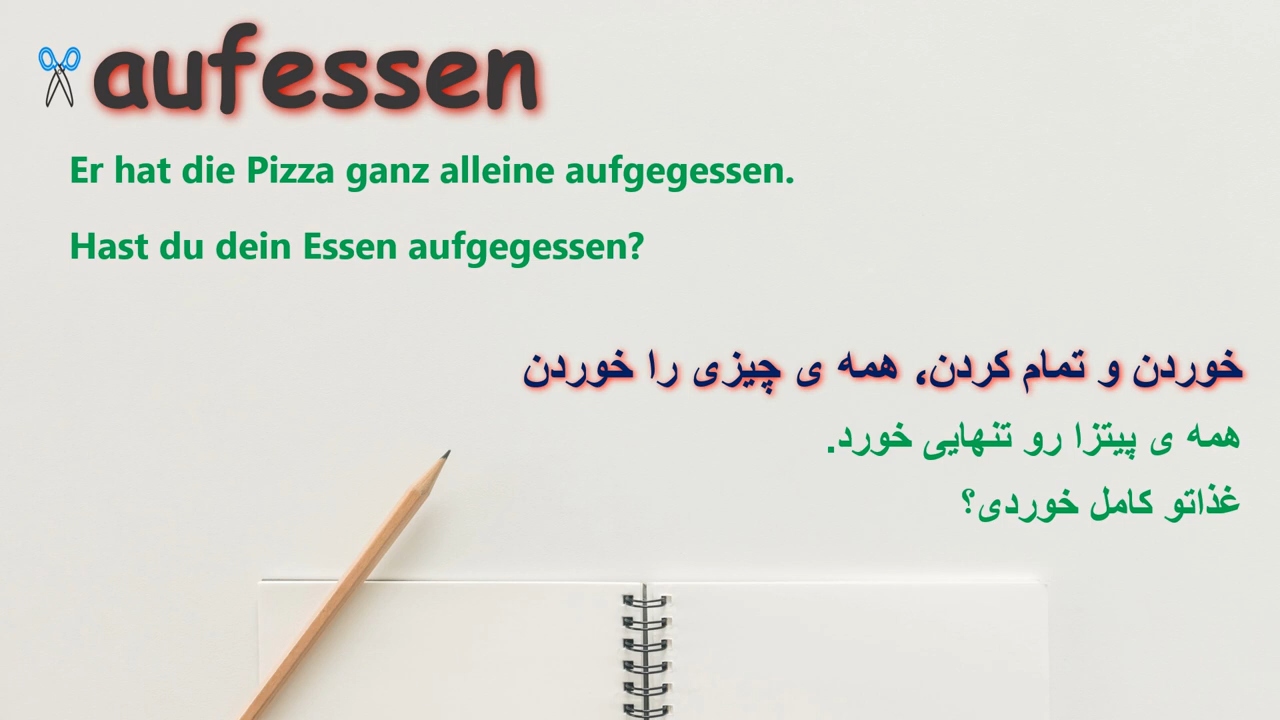 aufessen
Er hat die Pizza ganz alleine aufgegessen.
Hast du dein Essen aufgegessen?
خوردن و تمام کردن، همه ی چیزی را خوردن
همه ی پیتزا رو تنهایی خورد.
غذاتو کامل خوردی؟